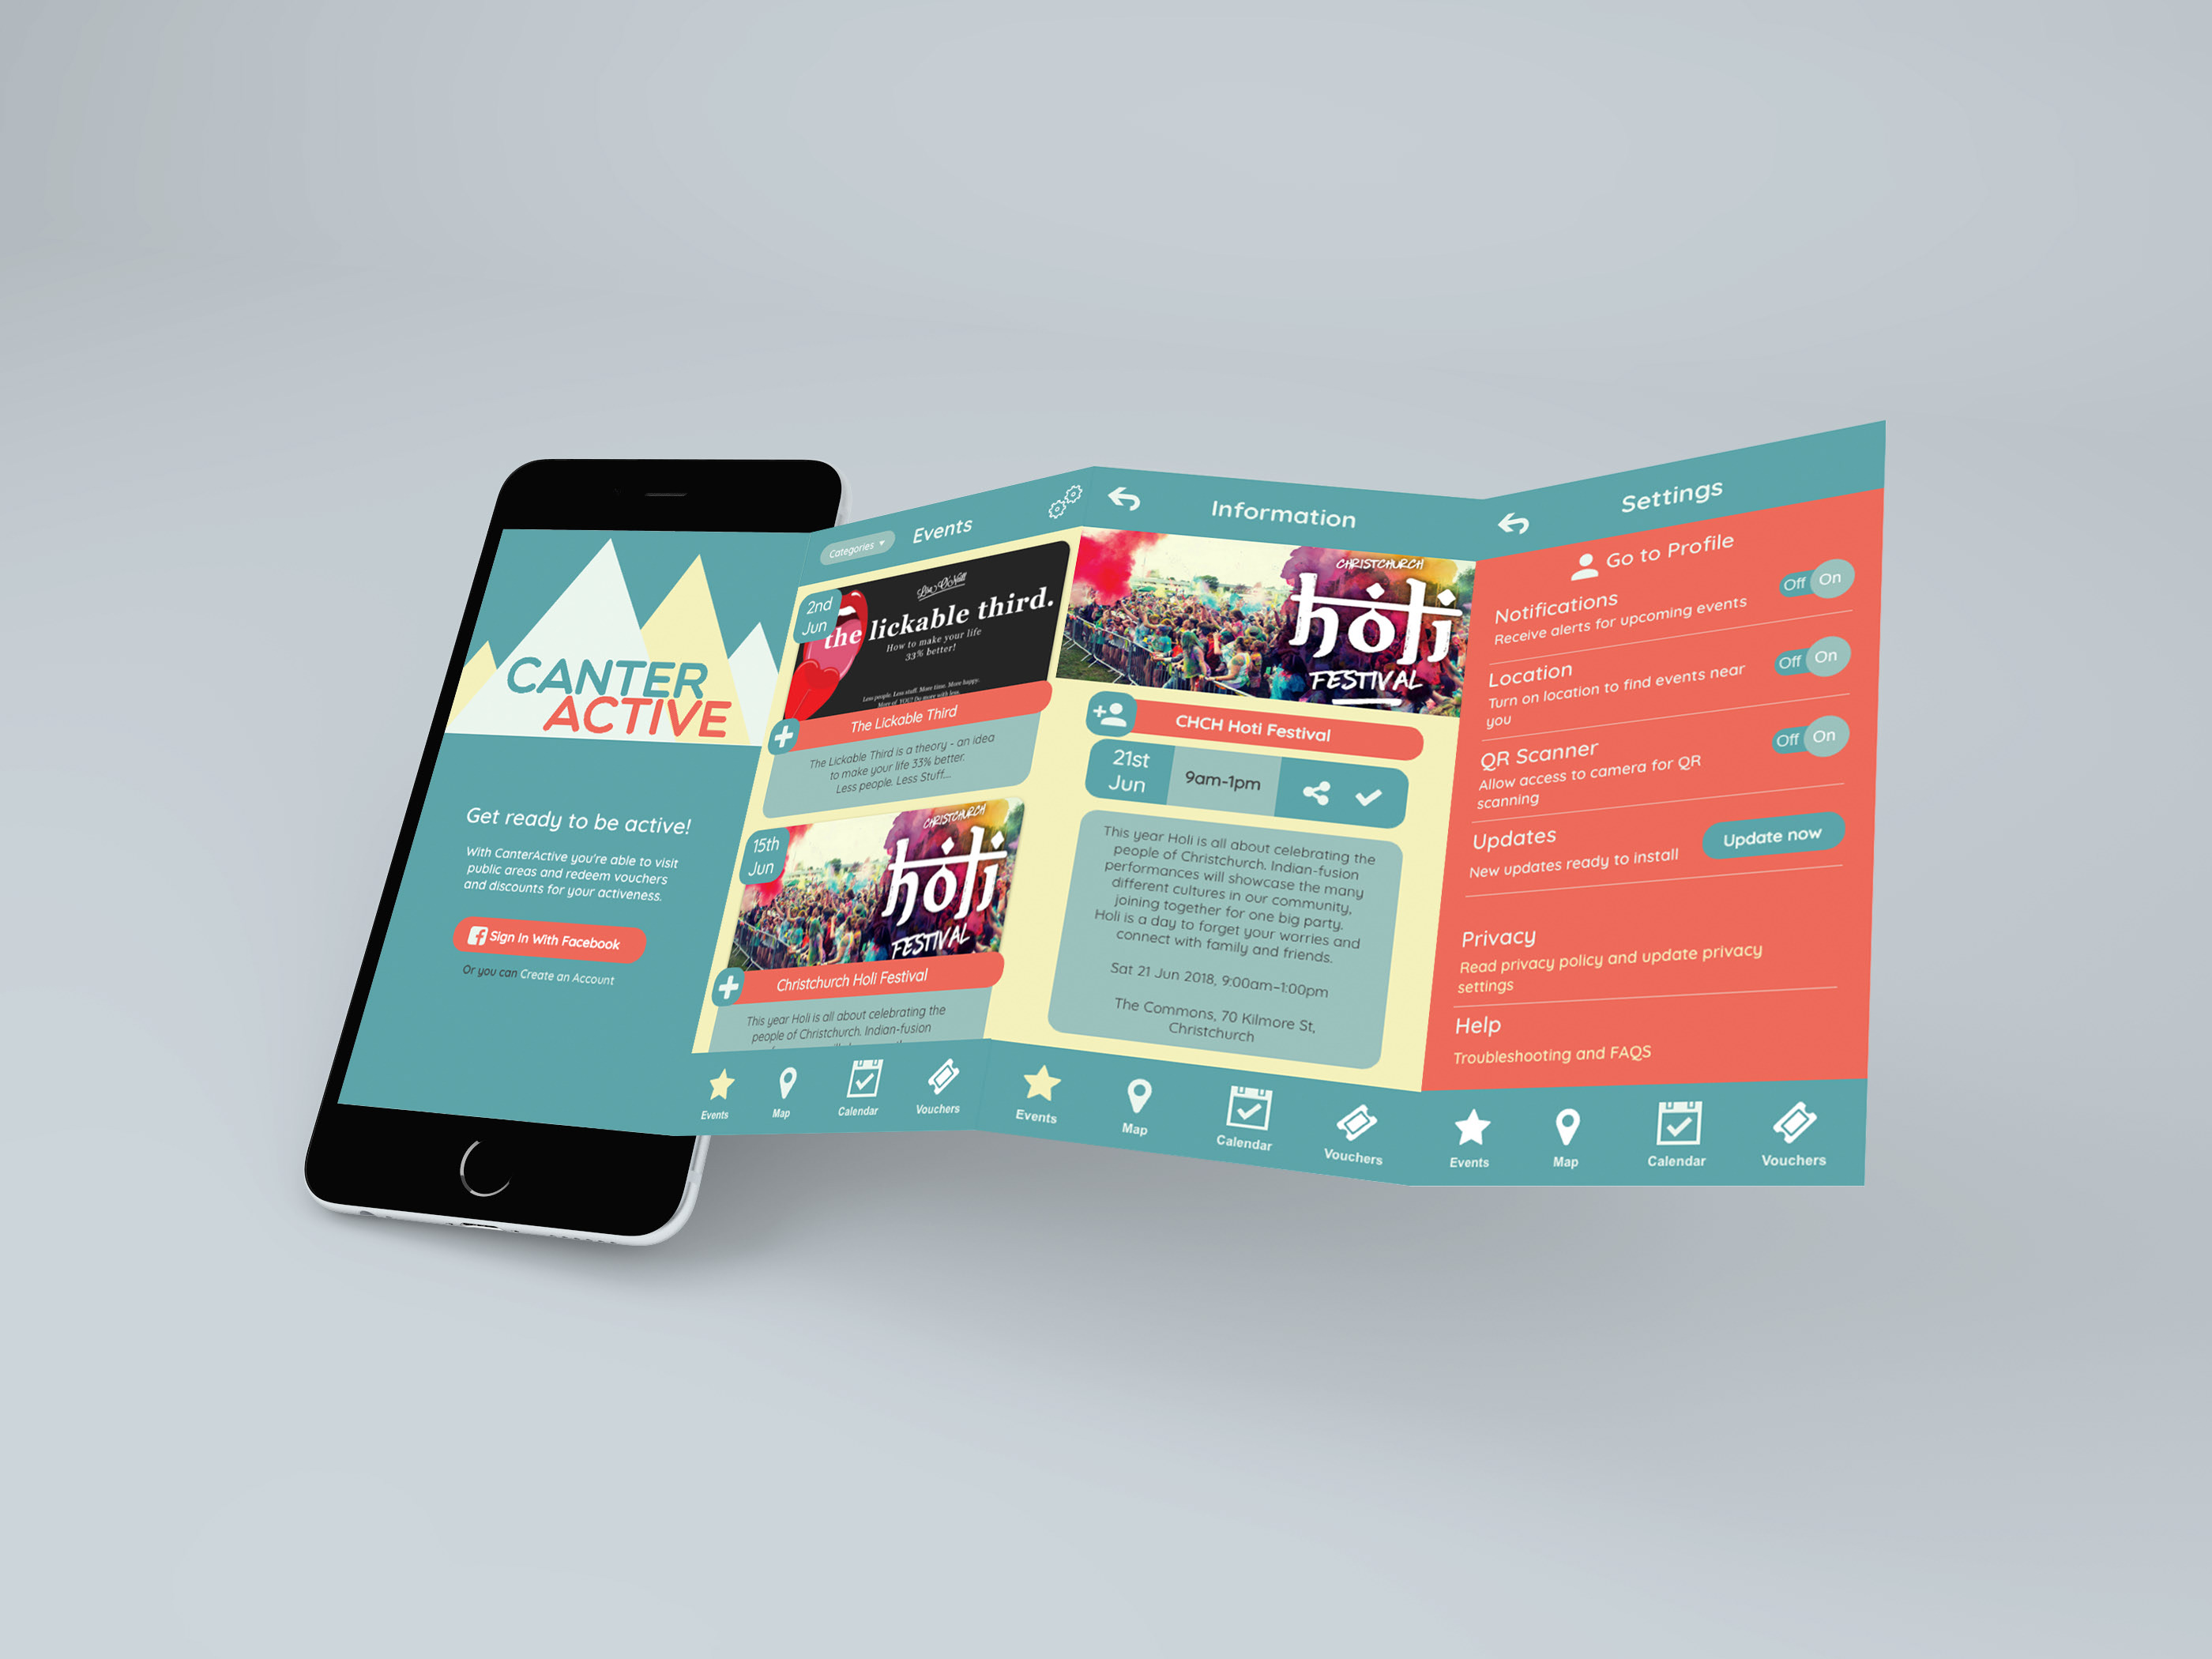 CANTER
ACTIVE
Get ready to be active!
With CanterActive you're able to visit
public areas and redeem vouchers
and discounts for your activeness.
Sign In With Facebook
Or you can Create an Account
Categories
Events
2nd
Jun
the lickable third.
How to make your life
33% better!
Less people. Less stuff. More time. More happy.
More of YOU! Do more with less.
The Lickable Third
The Lickable Third is a theory - an idea
to make your life 33% better.
Less people. Less Stuff....
15th
Jun
CHRISTCHURCH
holi
FESTIVAL
Christchurch Holi Festival
This year Holi is all about celebrating the
people of Christchurch. Indian-fusion
Events
Map
Calendar
Vouchers
Information
CHRISTCHURCH
holi
FESTIVAL
CHCH Hoti Festival
21st
Jun
9am-1pm
This year Holi is all about celebrating the
people of Christchurch. Indian-fusion
performances will showcase the many
different cultures in our community,
joining together for one big party.
Holi is a day to forget your worries and
connect with family and friends.
Sat 21 Jun 2018, 9:00am-1:00pm
The Commons, 70 Kilmore St,
Christchurch
Events
Map
Calendar
Vouchers
Settings
Go to Profile
Notifications
Receive alerts for upcoming events
Off On
Location
Turn on location to find events near
you
Off On
QR Scanner
Allow access to camera for QR
scanning
Off On
Updates
New updates ready to install
Update now
Privacy
Read privacy policy and update privacy
settings
Help
Troubleshooting and FAQS
Events
Map
Calendar
Vouchers